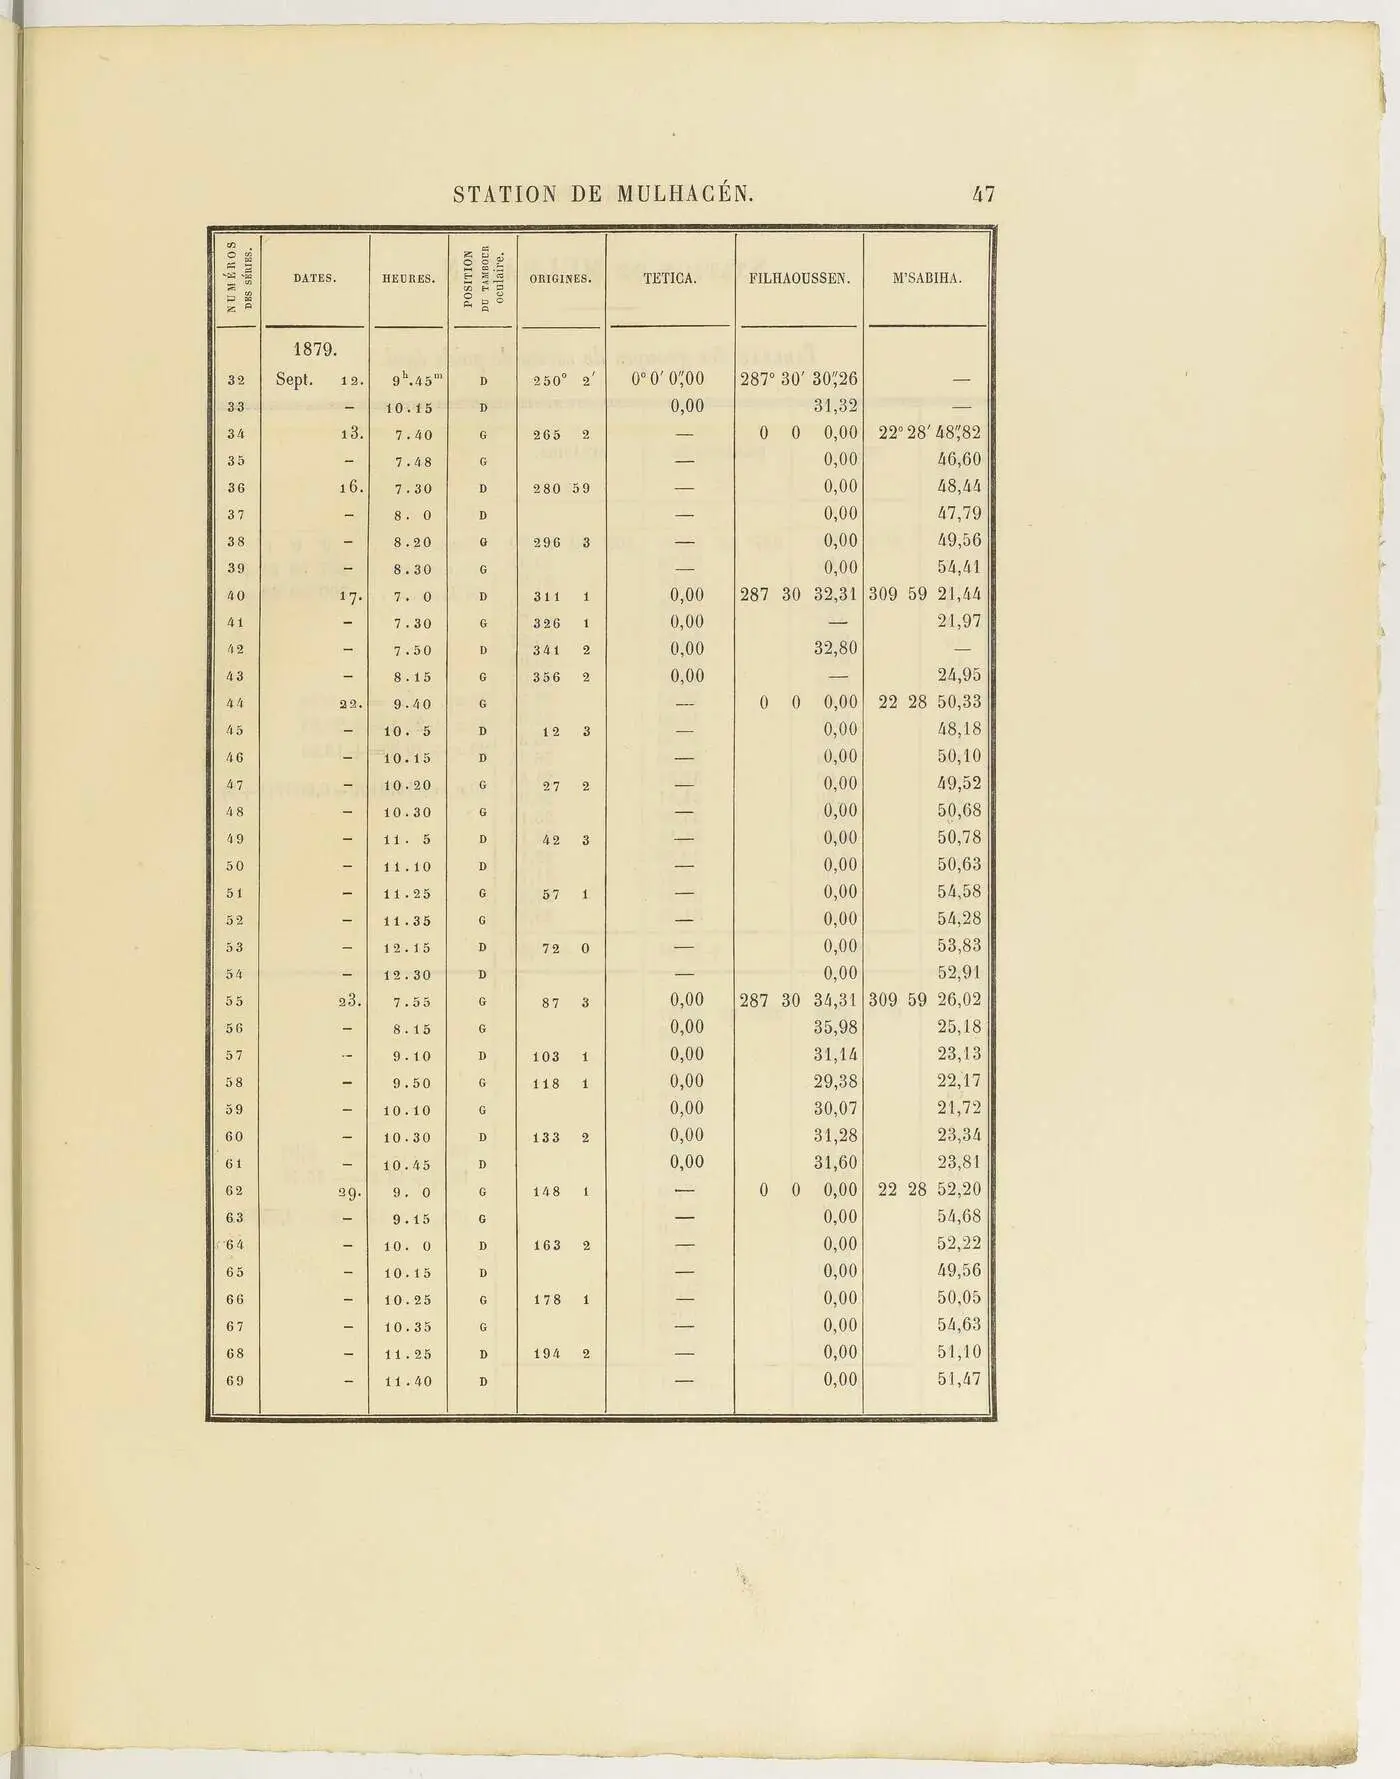 STATION DE MULHACÉN. 47
NUMÉROS DES SÉRIES. DATES. HEURES. POSITION DU TAMBOUR oculaire. ORIGINES. TETICA. FILHAOUSSEN. M'SABIHA.
1879.
32 Sept. 12. 9h.45m D 250° 2′ 0° 0′ 0″,00 287° 30′ 30″,26 —
33 – 10.15 D 0,00 31,32 —
34 13. 7.40 G 265 2 — 0 0 0,00 22° 28′ 48″,82
35 – 7.48 G — 0,00 46,60
36 16. 7.30 D 280 59 — 0,00 48,44
37 – 8. 0 D — 0,00 47,79
38 – 8.20 G 296 3 — 0,00 49,56
39 – 8.30 G — 0,00 54,41
40 17. 7. 0 D 311 1 0,00 287 30 32,31 309 59 21,44
41 – 7.30 G 326 1 0,00 — 21,97
42 – 7.50 D 341 2 0,00 32,80 —
43 – 8.15 G 356 2 0,00 — 24,95
44 22. 9.40 G — 0 0 0,00 22 28 50,33
45 – 10. 5 D 12 3 — 0,00 48,18
46 – 10.15 D — 0,00 50,10
47 – 10.20 G 27 2 — 0,00 49,52
48 – 10.30 G — 0,00 50,68
49 – 11. 5 D 42 3 — 0,00 50,78
50 – 11.10 D — 0,00 50,63
51 – 11.25 G 57 1 — 0,00 54,58
52 – 11.35 G — 0,00 54,28
53 – 12.15 D 72 0 — 0,00 53,83
54 – 12.30 D — 0,00 52,91
55 23. 7.55 G 87 3 0,00 287 30 34,31 309 59 26,02
56 – 8.15 G 0,00 35,98 25,18
57 – 9.10 D 103 1 0,00 31,14 23,13
58 – 9.50 G 118 1 0,00 29,38 22,17
59 – 10.10 G 0,00 30,07 21,72
60 – 10.30 D 133 2 0,00 31,28 23,34
61 – 10.45 D 0,00 31,60 23,81
62 29. 9. 0 G 148 1 — 0 0 0,00 22 28 52,20
63 – 9.15 G — 0,00 54,68
64 – 10. 0 D 163 2 — 0,00 52,22
65 – 10.15 D — 0,00 49,56
66 – 10.25 G 178 1 — 0,00 50,05
67 – 10.35 G — 0,00 54,63
68 – 11.25 D 194 2 — 0,00 51,10
69 – 11.40 D — 0,00 51,47